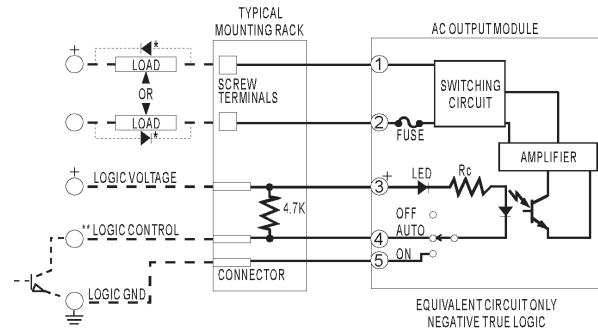 TYPICAL
MOUNTING RACK
AC OUTPUT MODULE
+
*
LOAD
OR
LOAD
*
SCREW
TERMINALS
1
2
FUSE
SWITCHING
CIRCUIT
AMPLIFIER
+
LOGIC VOLTAGE
4.7K
3
+
LED
Rc
OFF
AUTO
ON
** LOGIC CONTROL
4
5
CONNECTOR
LOGIC GND
EQUIVALENT CIRCUIT ONLY
NEGATIVE TRUE LOGIC